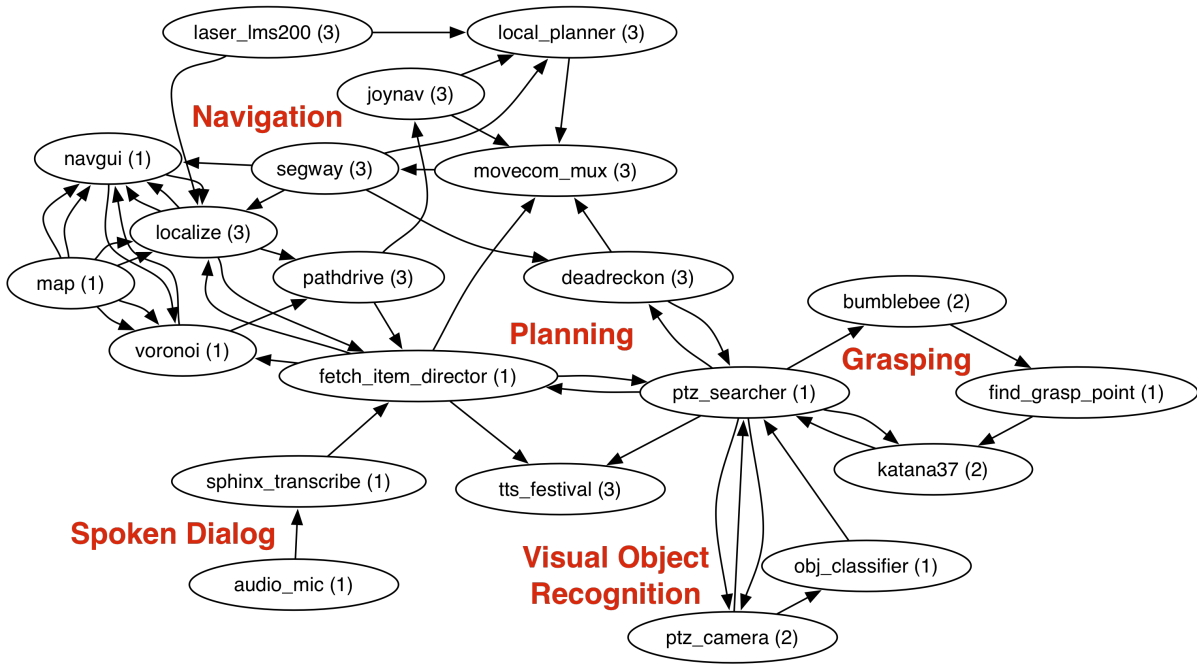 laser_lms200 (3)
local_planner (3)
joynav (3)
Navigation
navgui (1)
segway (3)
movecom_mux (3)
localize (3)
map (1)
pathdrive (3)
deadreckon (3)
bumblebee (2)
Planning
voronoi (1)
Grasping
fetch_item_director (1)
ptz_searcher (1)
find_grasp_point (1)
katana37 (2)
sphinx_transcribe (1)
tts_festival (3)
Spoken Dialog
Visual Object
Recognition
obj_classifier (1)
audio_mic (1)
ptz_camera (2)